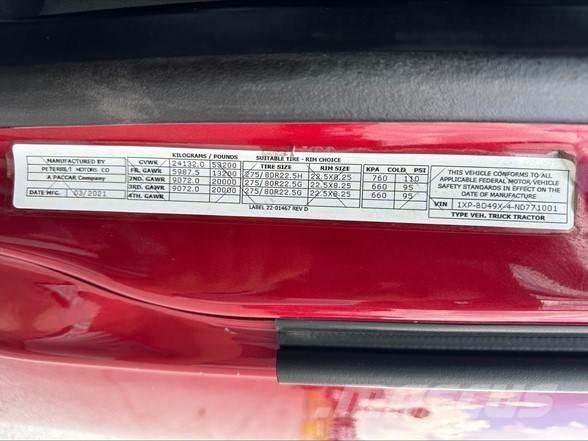 MANUFACTURED BY
PETERBILT MOTORS CO
A PACCAR Company
DATE MFG. 03/2021
KILOGRAMS / POUNDS
GVWR 24132.0 53200
FR. GAWR 5987.5 13200
2ND. GAWR 9072.0 20000
3RD. GAWR 9072.0 20000
4TH. GAWR
SUITABLE TIRE - RIM CHOICE
TIRE SIZE RIM SIZE KPA COLD PSI
275/80R22.5H 22.5X8.25 760 110
275/80R22.5G 22.5X8.25 660 95
275/80R22.5G 22.5X8.25 660 95
LABEL 22-01467 REV D
THIS VEHICLE CONFORMS TO ALL
APPLICABLE FEDERAL MOTOR VEHICLE
SAFETY STANDARDS IN EFFECT ON THE
DATE OF MANUFACTURE
VIN 1XP-BD49X/4-ND771001
TYPE VEH. TRUCK TRACTOR